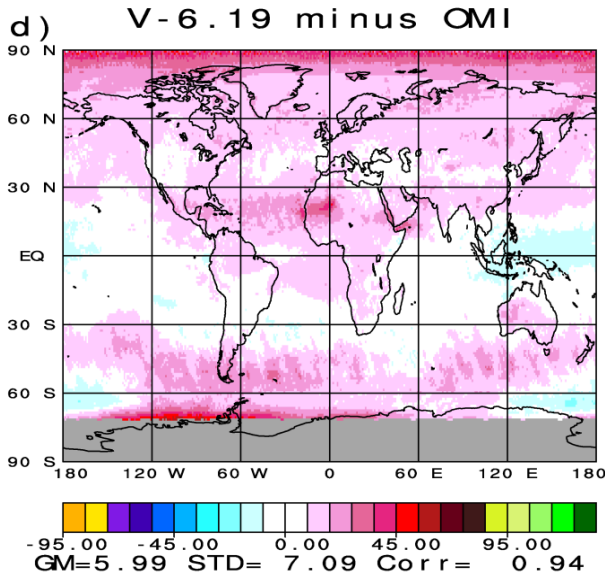 d) V-6.19 minus OMI
90 N
60 N
30 N
EQ
30 S
60 S
90 S
180 120 W 60 W 0 60 E 120 E 180
-95.00 -45.00 0.00 45.00 95.00
GM=5.99 STD= 7.09 Corr= 0.94